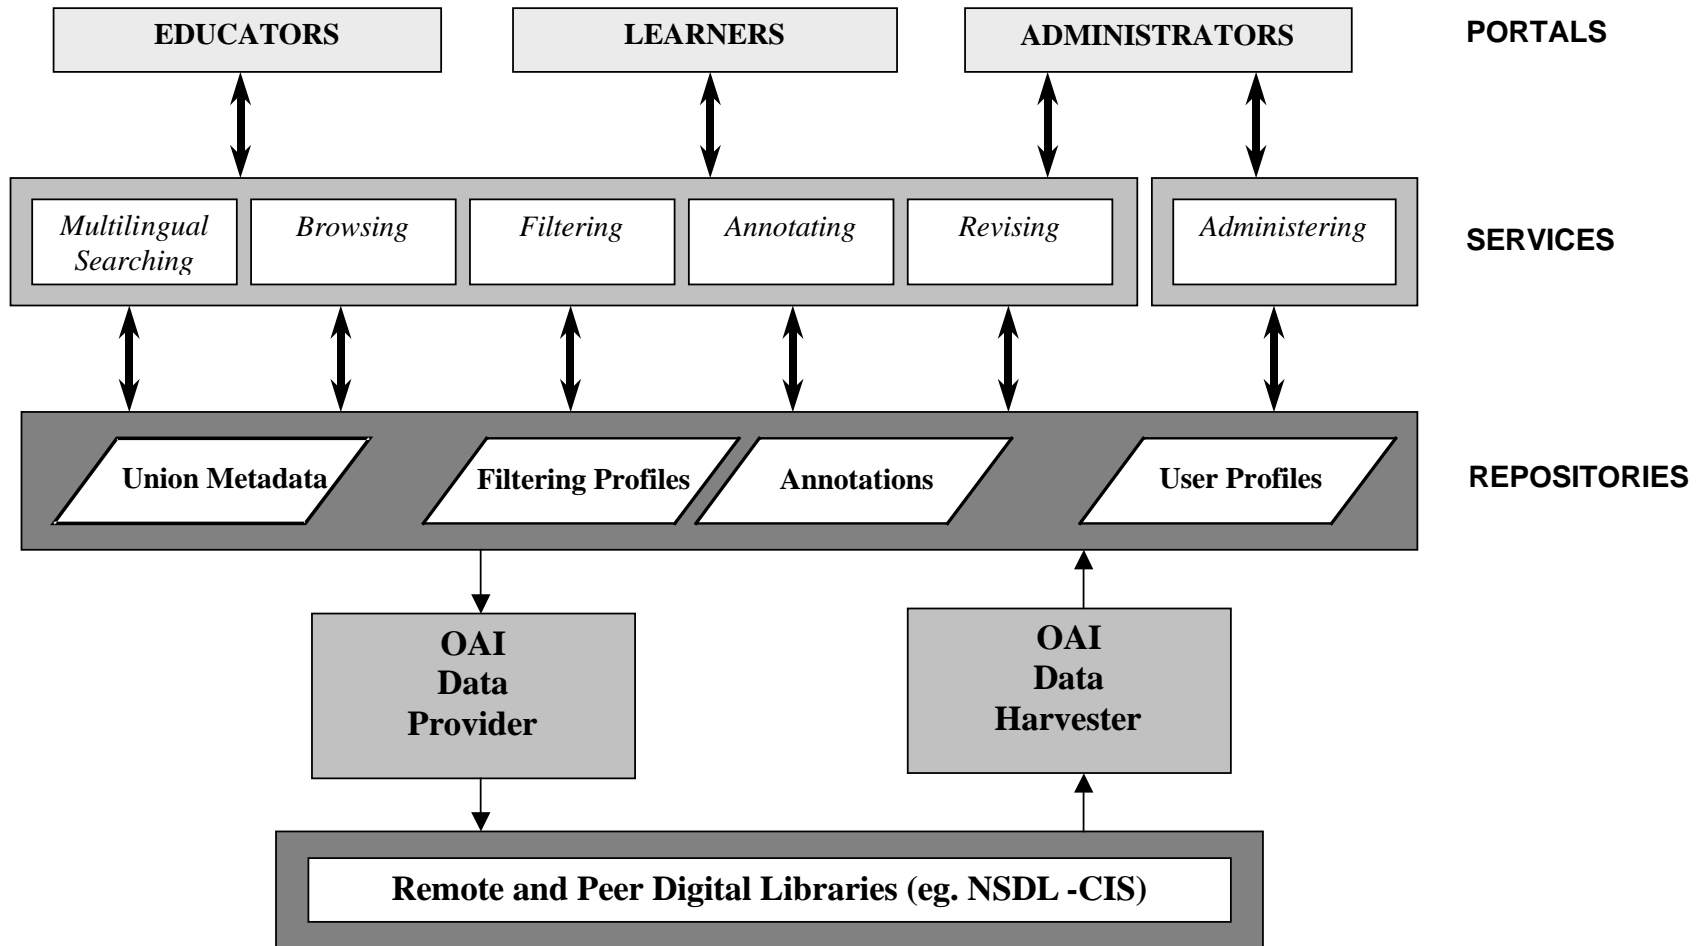 EDUCATORS
LEARNERS
ADMINISTRATORS
PORTALS
Multilingual
Searching
Browsing
Filtering
Annotating
Revising
Administering
SERVICES
Union Metadata
Filtering Profiles
Annotations
User Profiles
REPOSITORIES
OAI
Data
Provider
OAI
Data
Harvester
Remote and Peer Digital Libraries (eg. NSDL -CIS)